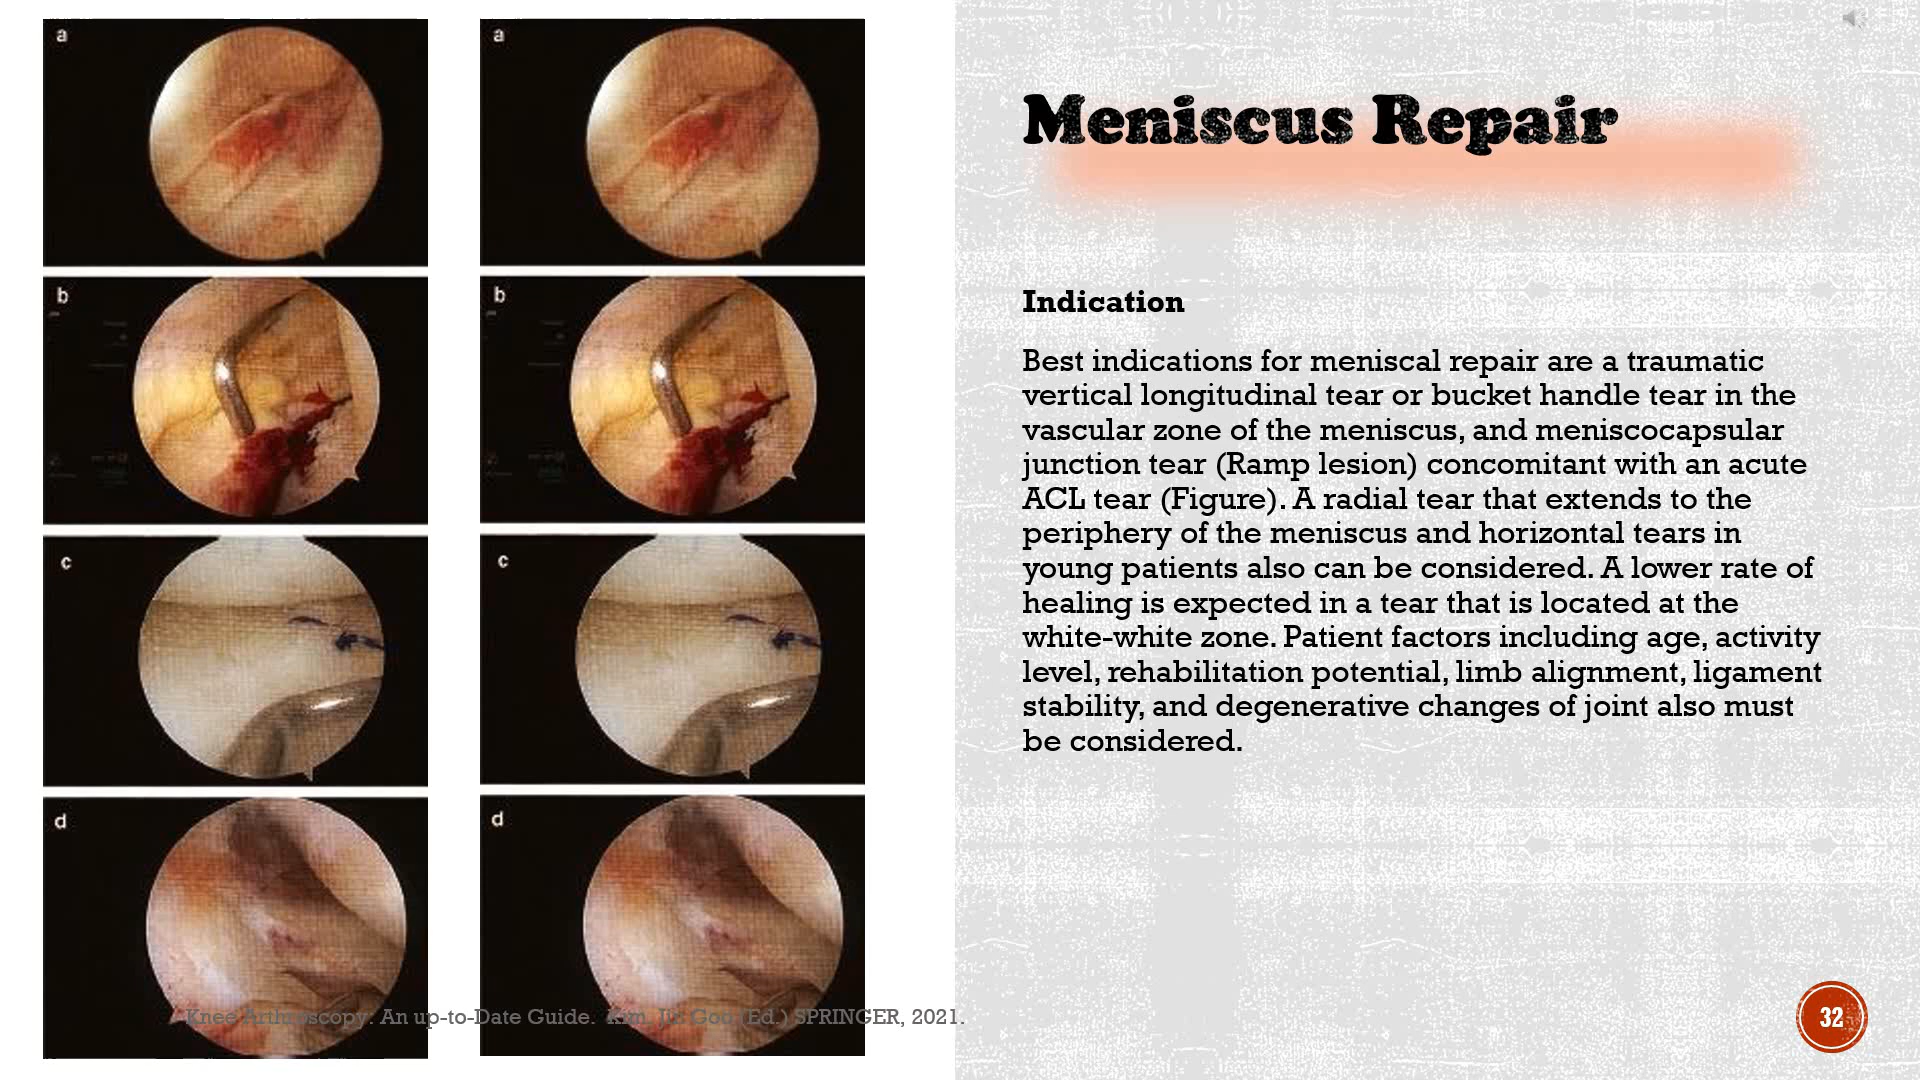 a
a
b
b
c
c
d
d
Meniscus Repair
Indication
Best indications for meniscal repair are a traumatic
vertical longitudinal tear or bucket handle tear in the
vascular zone of the meniscus, and meniscocapsular
junction tear (Ramp lesion) concomitant with an acute
ACL tear (Figure). A radial tear that extends to the
periphery of the meniscus and horizontal tears in
young patients also can be considered. A lower rate of
healing is expected in a tear that is located at the
white-white zone. Patient factors including age, activity
level, rehabilitation potential, limb alignment, ligament
stability, and degenerative changes of joint also must
be considered.
Knee Arthroscopy: An up-to-Date Guide. Kim, Goo (Ed.) SPRINGER, 2021.
32